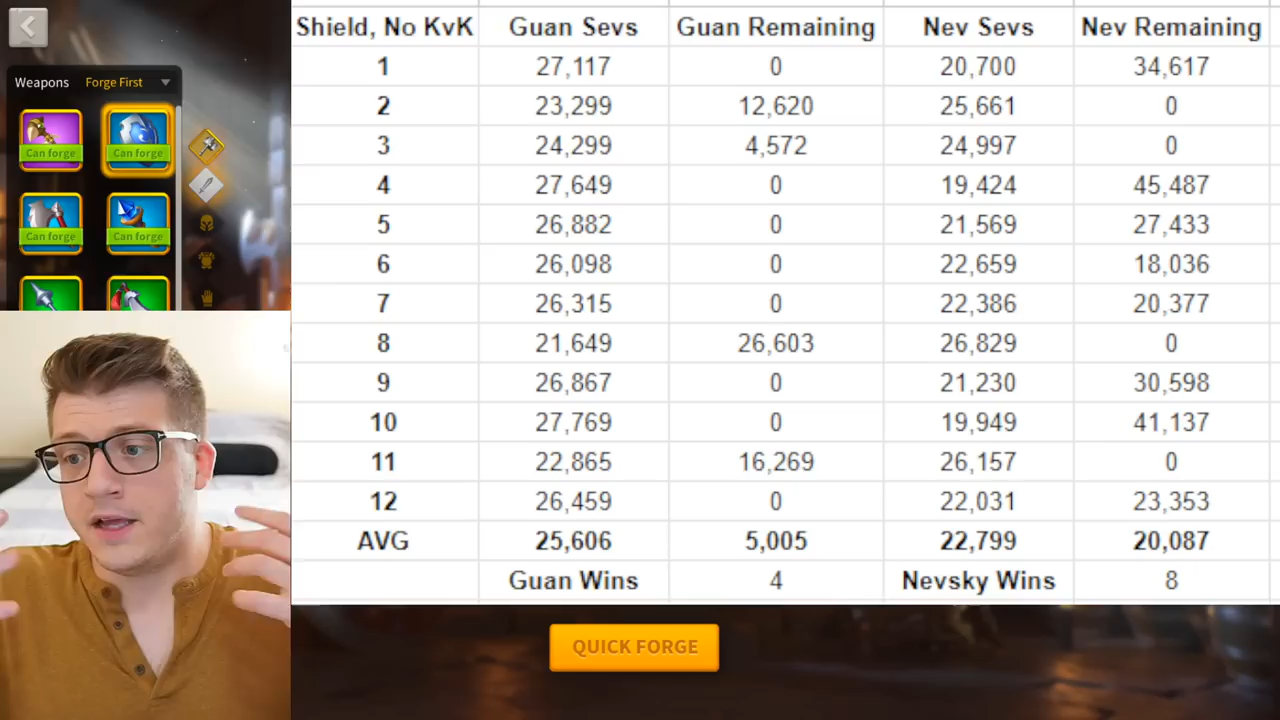 Weapons Forge First
Can forge Can forge
Can forge Can forge
Shield, No KvK Guan Sevs Guan Remaining Nev Sevs Nev Remaining
1 27,117 0 20,700 34,617
2 23,299 12,620 25,661 0
3 24,299 4,572 24,997 0
4 27,649 0 19,424 45,487
5 26,882 0 21,569 27,433
6 26,098 0 22,659 18,036
7 26,315 0 22,386 20,377
8 21,649 26,603 26,829 0
9 26,867 0 21,230 30,598
10 27,769 0 19,949 41,137
11 22,865 16,269 26,157 0
12 26,459 0 22,031 23,353
AVG 25,606 5,005 22,799 20,087
Guan Wins 4 Nevsky Wins 8
QUICK FORGE